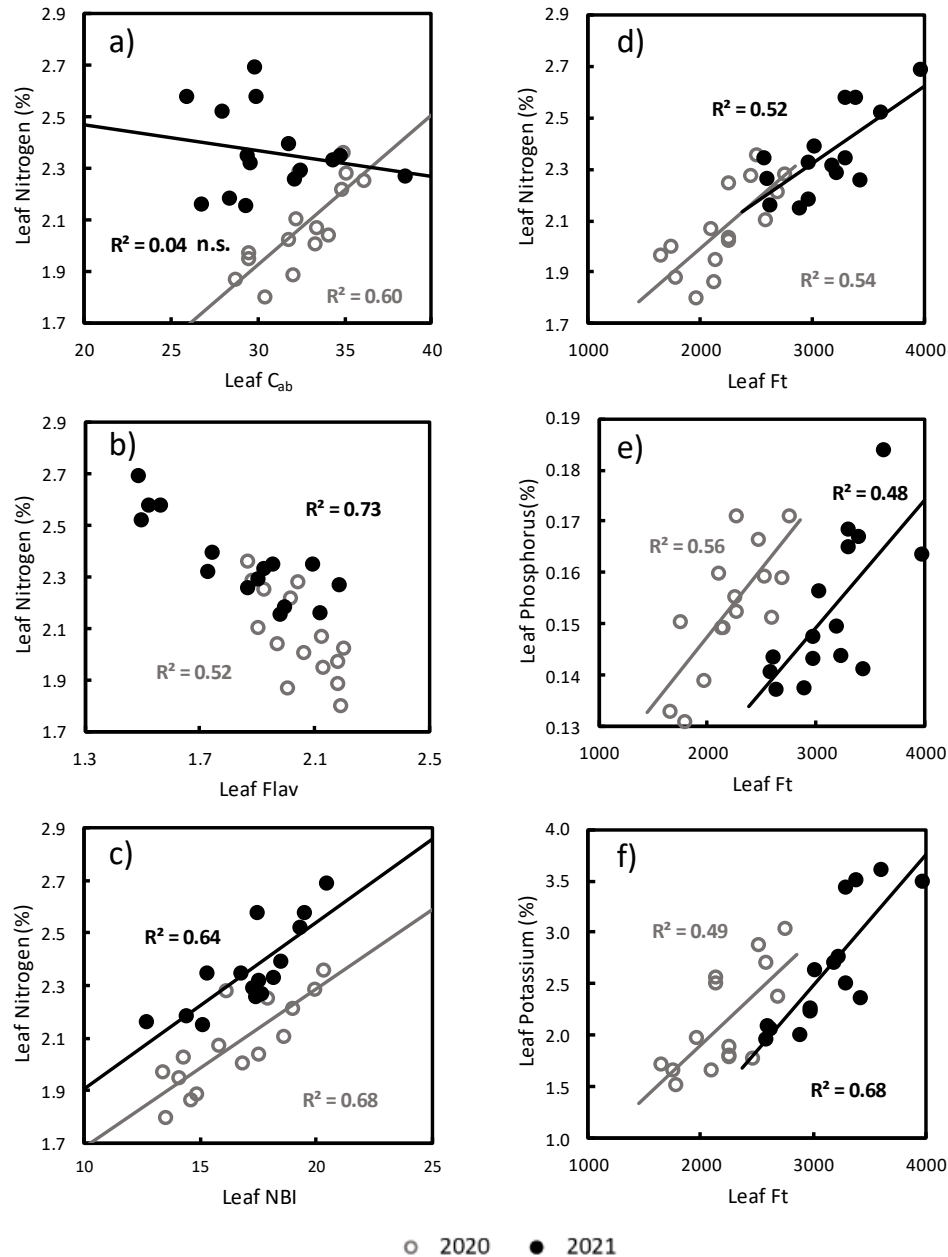 a)
Leaf Nitrogen (%)
2.9
2.7
2.5
2.3
2.1
1.9
1.7
R² = 0.04 n.s.
R² = 0.60
20 25 30 35 40
Leaf Cab
d)
Leaf Nitrogen (%)
2.9
2.7
2.5
2.3
2.1
1.9
1.7
R² = 0.52
R² = 0.54
1000 2000 3000 4000
Leaf Ft
b)
Leaf Nitrogen (%)
2.9
2.7
2.5
2.3
2.1
1.9
1.7
R² = 0.73
R² = 0.52
1.3 1.7 2.1 2.5
Leaf Flav
e)
Leaf Phosphorus(%)
0.19
0.18
0.17
0.16
0.15
0.14
0.13
R² = 0.48
R² = 0.56
1000 2000 3000 4000
Leaf Ft
c)
Leaf Nitrogen (%)
2.9
2.7
2.5
2.3
2.1
1.9
1.7
R² = 0.64
R² = 0.68
10 15 20 25
Leaf NBI
f)
Leaf Potassium (%)
4.0
3.5
3.0
2.5
2.0
1.5
1.0
R² = 0.49
R² = 0.68
1000 2000 3000 4000
Leaf Ft
2020 2021